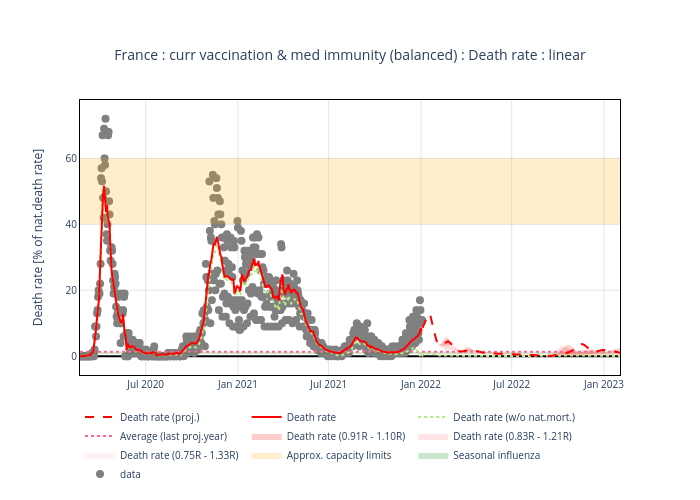 France : curr vaccination & med immunity (balanced) : Death rate : linear
Death rate [% of nat.death rate]
60
40
20
0
Jul 2020 Jan 2021 Jul 2021 Jan 2022 Jul 2022 Jan 2023
Death rate (proj.) Death rate Death rate (w/o nat.mort.)
Average (last proj.year) Death rate (0.91R - 1.10R) Death rate (0.83R - 1.21R)
Death rate (0.75R - 1.33R) Approx. capacity limits Seasonal influenza
data